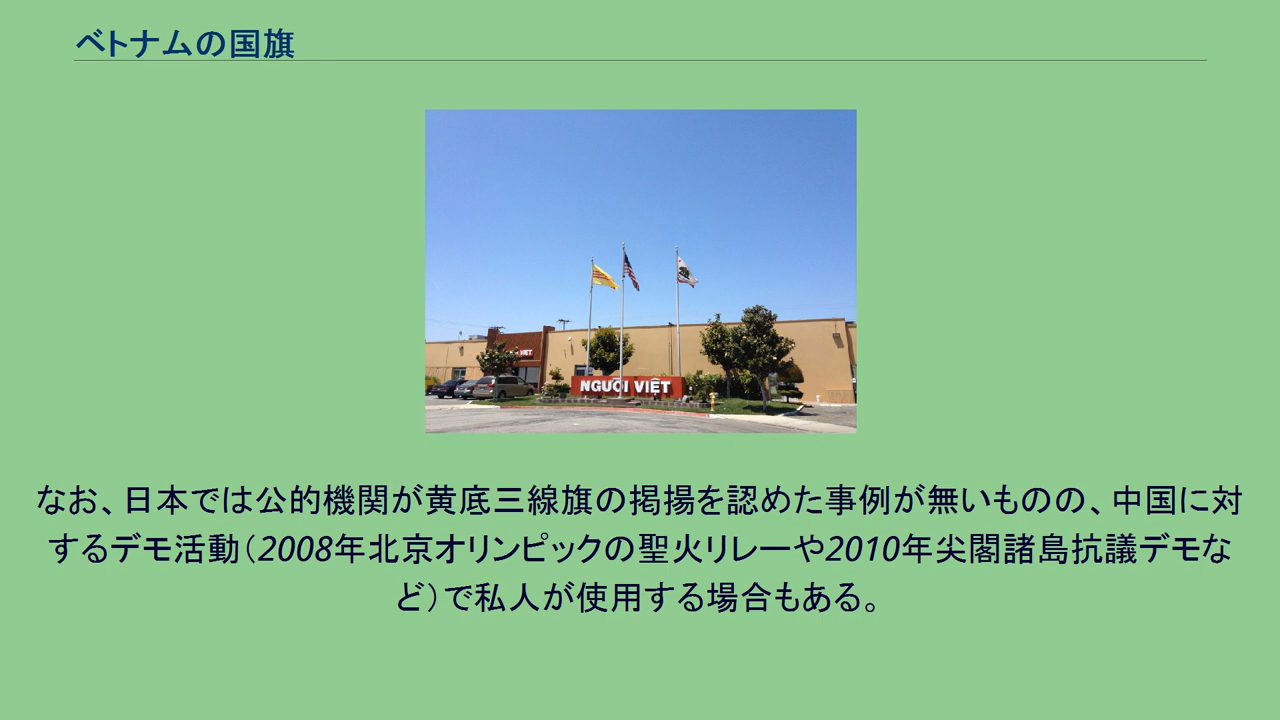 ベトナムの国旗
VIỆT
NGƯỜI VIỆT
なお、日本では公的機関が黄底三線旗の掲揚を認めた事例が無いものの、中国に対
するデモ活動（2008年北京オリンピックの聖火リレーや2010年尖閣諸島抗議デモな
ど）で私人が使用する場合もある。